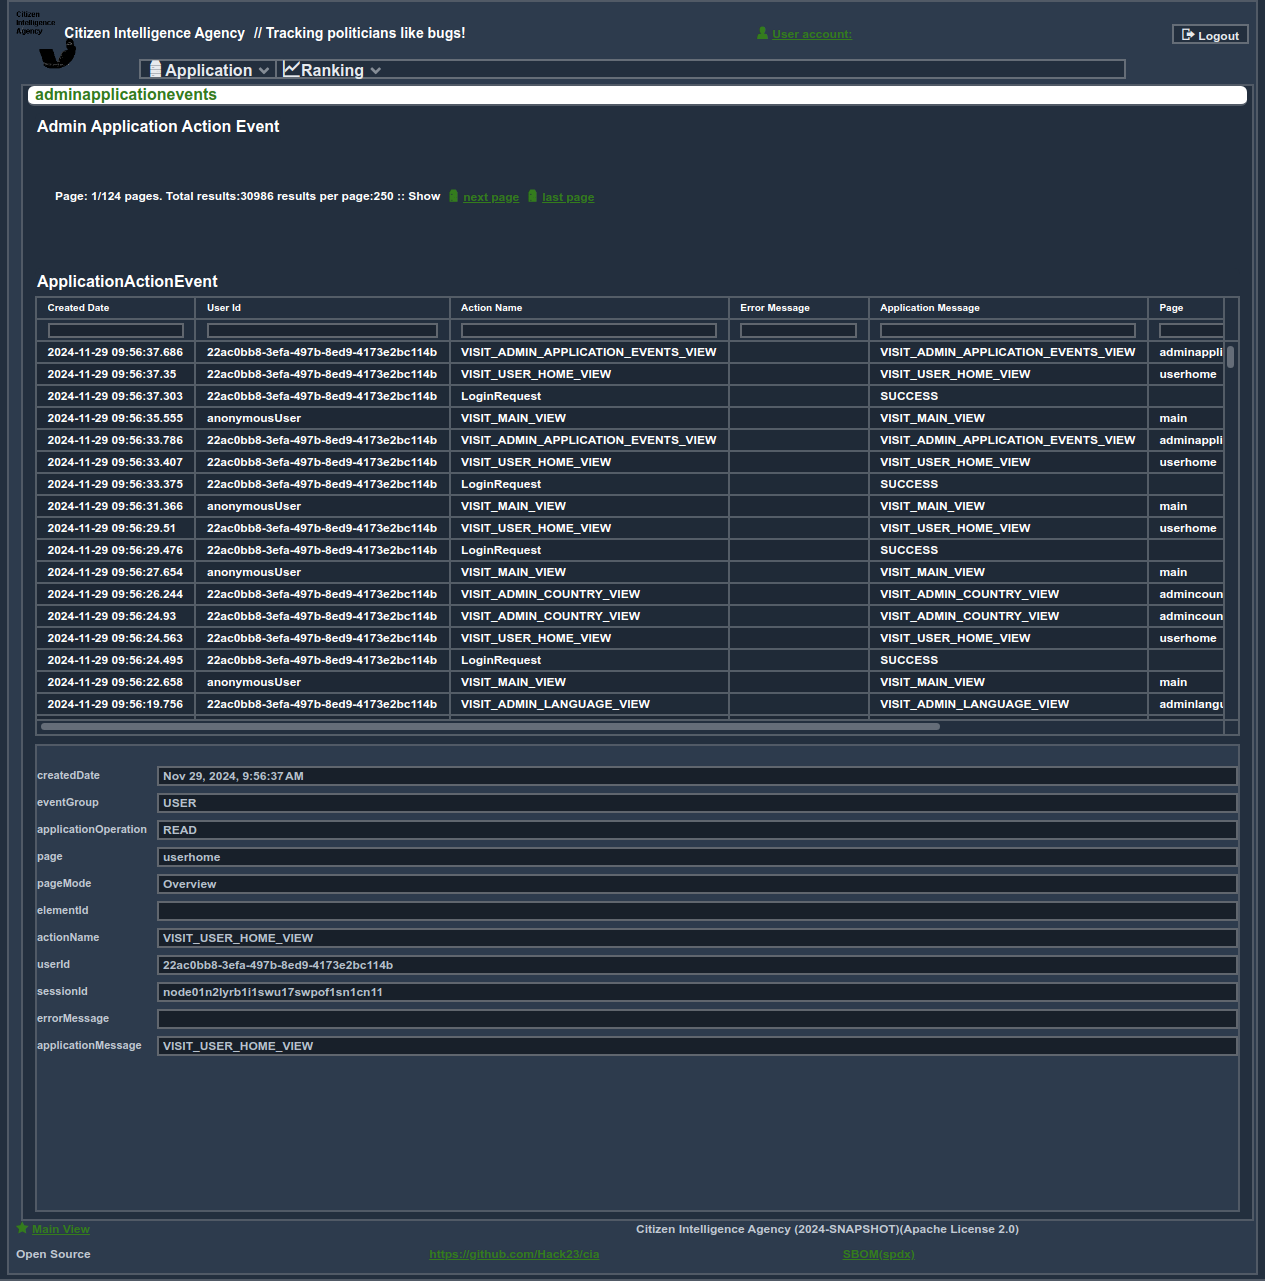 Citizen
Intelligence
Agency
Citizen Intelligence Agency // Tracking politicians like bugs!
User account:
Logout
Application
Ranking
adminapplicationevents
Admin Application Action Event
Page: 1/124 pages. Total results:30986 results per page:250 :: Show next page last page
ApplicationActionEvent
Created Date User Id Action Name Error Message Application Message Page
2024-11-29 09:56:37.686 22ac0bb8-3efa-497b-8ed9-4173e2bc114b VISIT_ADMIN_APPLICATION_EVENTS_VIEW VISIT_ADMIN_APPLICATION_EVENTS_VIEW adminappli
2024-11-29 09:56:37.35 22ac0bb8-3efa-497b-8ed9-4173e2bc114b VISIT_USER_HOME_VIEW VISIT_USER_HOME_VIEW userhome
2024-11-29 09:56:37.303 22ac0bb8-3efa-497b-8ed9-4173e2bc114b LoginRequest SUCCESS
2024-11-29 09:56:35.555 anonymousUser VISIT_MAIN_VIEW VISIT_MAIN_VIEW main
2024-11-29 09:56:33.786 22ac0bb8-3efa-497b-8ed9-4173e2bc114b VISIT_ADMIN_APPLICATION_EVENTS_VIEW VISIT_ADMIN_APPLICATION_EVENTS_VIEW adminappli
2024-11-29 09:56:33.407 22ac0bb8-3efa-497b-8ed9-4173e2bc114b VISIT_USER_HOME_VIEW VISIT_USER_HOME_VIEW userhome
2024-11-29 09:56:33.375 22ac0bb8-3efa-497b-8ed9-4173e2bc114b LoginRequest SUCCESS
2024-11-29 09:56:31.366 anonymousUser VISIT_MAIN_VIEW VISIT_MAIN_VIEW main
2024-11-29 09:56:29.51 22ac0bb8-3efa-497b-8ed9-4173e2bc114b VISIT_USER_HOME_VIEW VISIT_USER_HOME_VIEW userhome
2024-11-29 09:56:29.476 22ac0bb8-3efa-497b-8ed9-4173e2bc114b LoginRequest SUCCESS
2024-11-29 09:56:27.654 anonymousUser VISIT_MAIN_VIEW VISIT_MAIN_VIEW main
2024-11-29 09:56:26.244 22ac0bb8-3efa-497b-8ed9-4173e2bc114b VISIT_ADMIN_COUNTRY_VIEW VISIT_ADMIN_COUNTRY_VIEW admincoun
2024-11-29 09:56:24.93 22ac0bb8-3efa-497b-8ed9-4173e2bc114b VISIT_ADMIN_COUNTRY_VIEW VISIT_ADMIN_COUNTRY_VIEW admincoun
2024-11-29 09:56:24.563 22ac0bb8-3efa-497b-8ed9-4173e2bc114b VISIT_USER_HOME_VIEW VISIT_USER_HOME_VIEW userhome
2024-11-29 09:56:24.495 22ac0bb8-3efa-497b-8ed9-4173e2bc114b LoginRequest SUCCESS
2024-11-29 09:56:22.658 anonymousUser VISIT_MAIN_VIEW VISIT_MAIN_VIEW main
2024-11-29 09:56:19.756 22ac0bb8-3efa-497b-8ed9-4173e2bc114b VISIT_ADMIN_LANGUAGE_VIEW VISIT_ADMIN_LANGUAGE_VIEW adminlangu
createdDate Nov 29, 2024, 9:56:37 AM
eventGroup USER
applicationOperation READ
page userhome
pageMode Overview
elementId
actionName VISIT_USER_HOME_VIEW
userId 22ac0bb8-3efa-497b-8ed9-4173e2bc114b
sessionId node01n2lyrb1i1swu17swpof1sn1cn11
errorMessage
applicationMessage VISIT_USER_HOME_VIEW
Main View Citizen Intelligence Agency (2024-SNAPSHOT)(Apache License 2.0)
Open Source https://github.com/Hack23/cia SBOM(spdx)